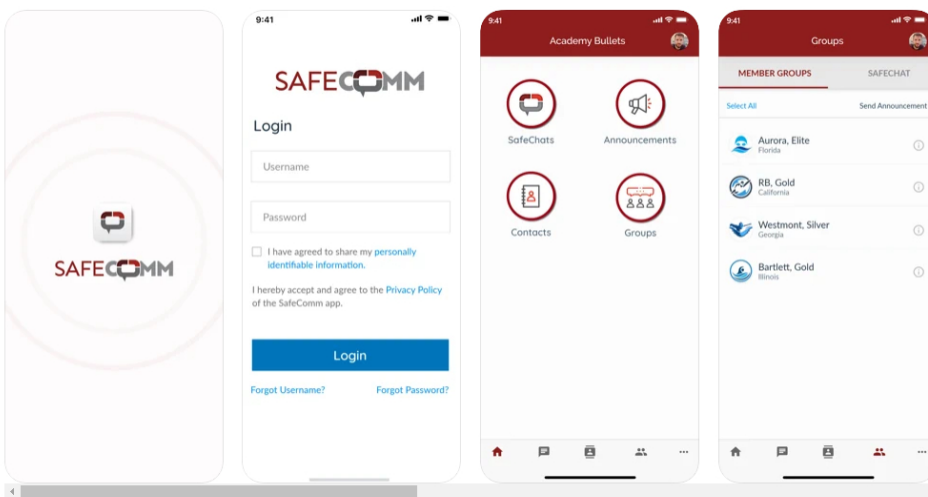 SAFECOMM
9:41
SAFECOMM
Login
Username
Password
I have agreed to share my personally
identifiable information.
I hereby accept and agree to the Privacy Policy
of the SafeComm app.
Login
Forgot Username? Forgot Password?
9:41
Academy Bullets
SafeChats Announcements
Contacts Groups
9:41
Groups
MEMBER GROUPS SAFECHAT
Select All Send Announcement
Aurora, Elite
Florida
RB, Gold
California
Westmont, Silver
Georgia
Bartlett, Gold
Illinois